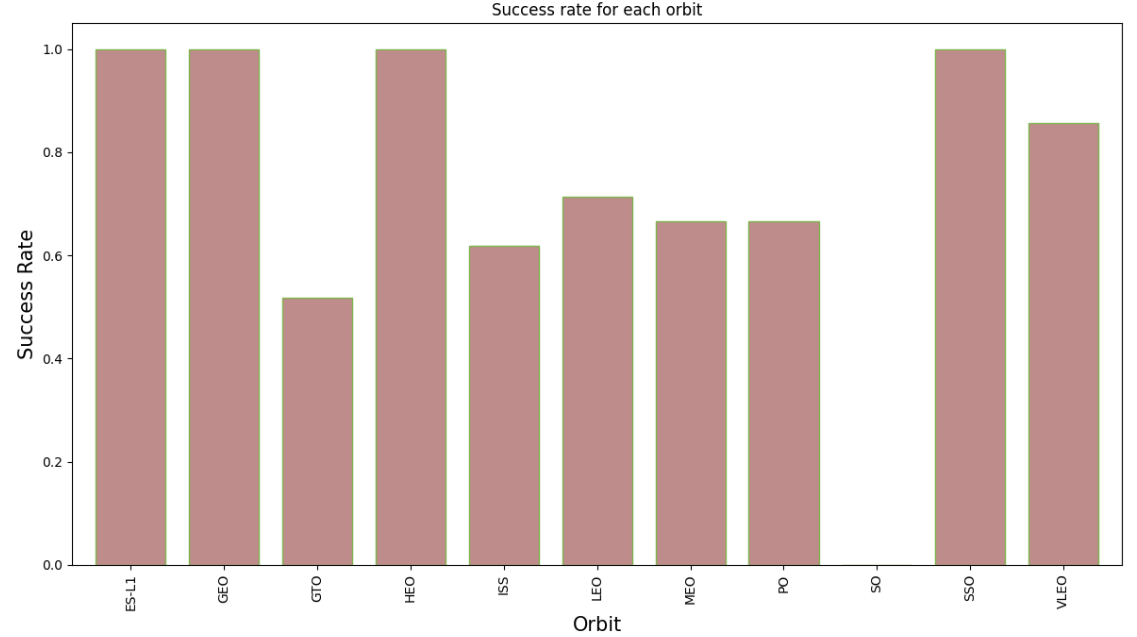 Success rate for each orbit
Success Rate
1.0
0.8
0.6
0.4
0.2
0.0
ES-L1
GEO
GTO
HEO
ISS
LEO
MEO
PO
SO
SSO
VLEO
Orbit